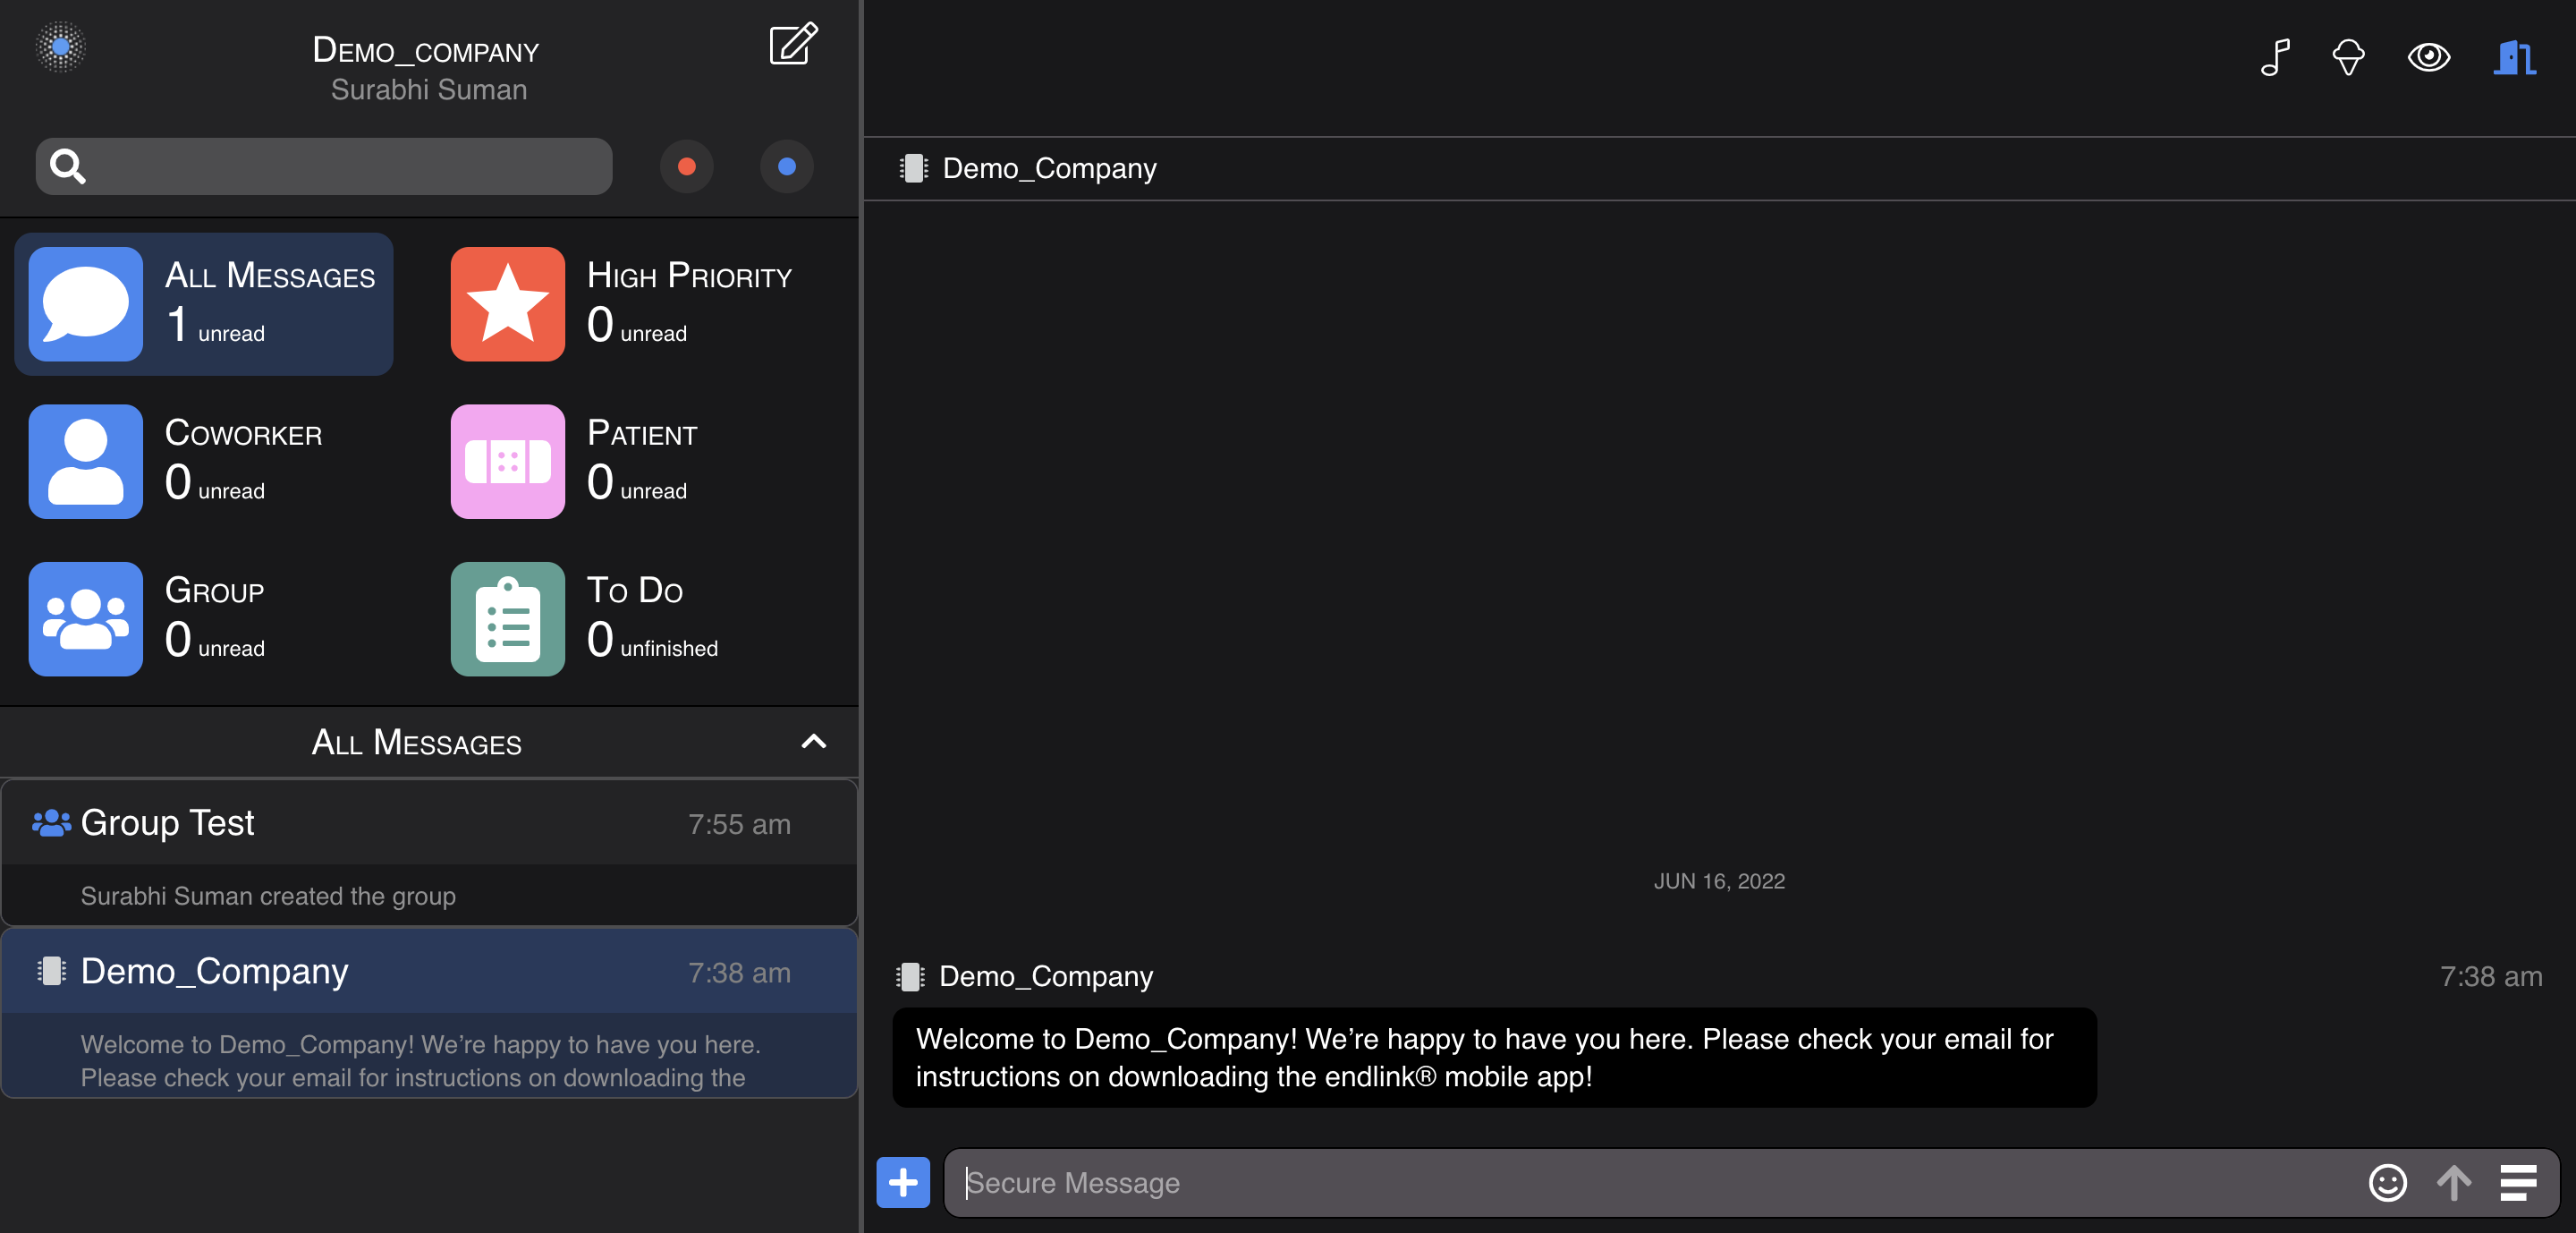 Demo_company
Surabhi Suman
All Messages
1 unread
High Priority
0 unread
Coworker
0 unread
Patient
0 unread
Group
0 unread
To Do
0 unfinished
All Messages
Group Test 7:55 am
Surabhi Suman created the group
Demo_Company 7:38 am
Welcome to Demo_Company! We’re happy to have you here.
Please check your email for instructions on downloading the
Demo_Company
JUN 16, 2022
Demo_Company 7:38 am
Welcome to Demo_Company! We’re happy to have you here. Please check your email for
instructions on downloading the endlink® mobile app!
Secure Message